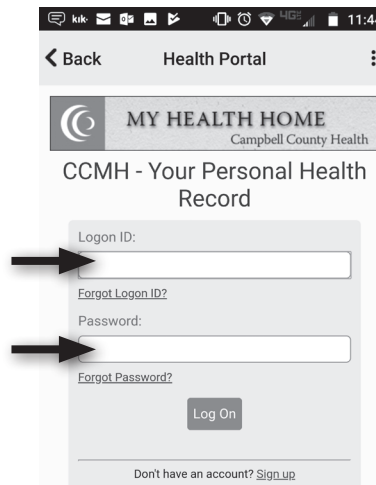 kik 11:4
Back Health Portal
MY HEALTH HOME
Campbell County Health
CCMH - Your Personal Health
Record
Logon ID:
Forgot Logon ID?
Password:
Forgot Password?
Log On
Don't have an account? Sign up